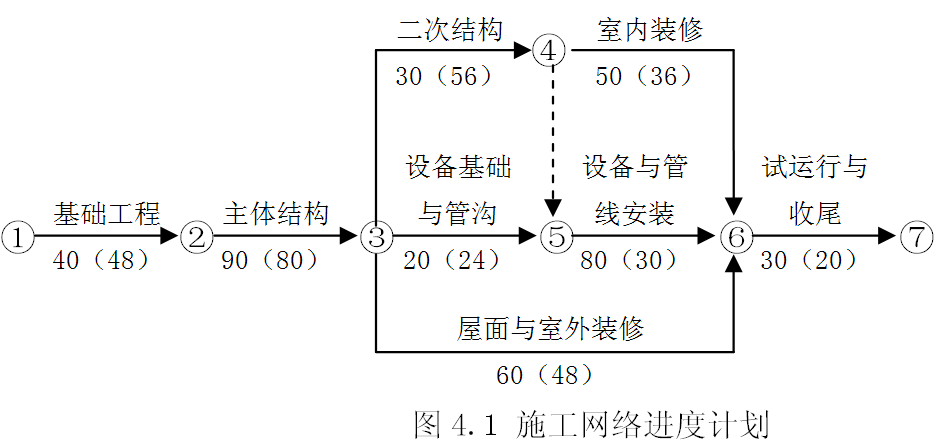 二次结构
室内装修
④
30（56）
50（36）
设备基础
设备与管
试运行与
基础工程
主体结构
与管沟
线安装
收尾
①
②
③
⑤
⑥
⑦
40（48）
90（80）
20（24）
80（30）
30（20）
屋面与室外装修
60（48）
图 4.1 施工网络进度计划